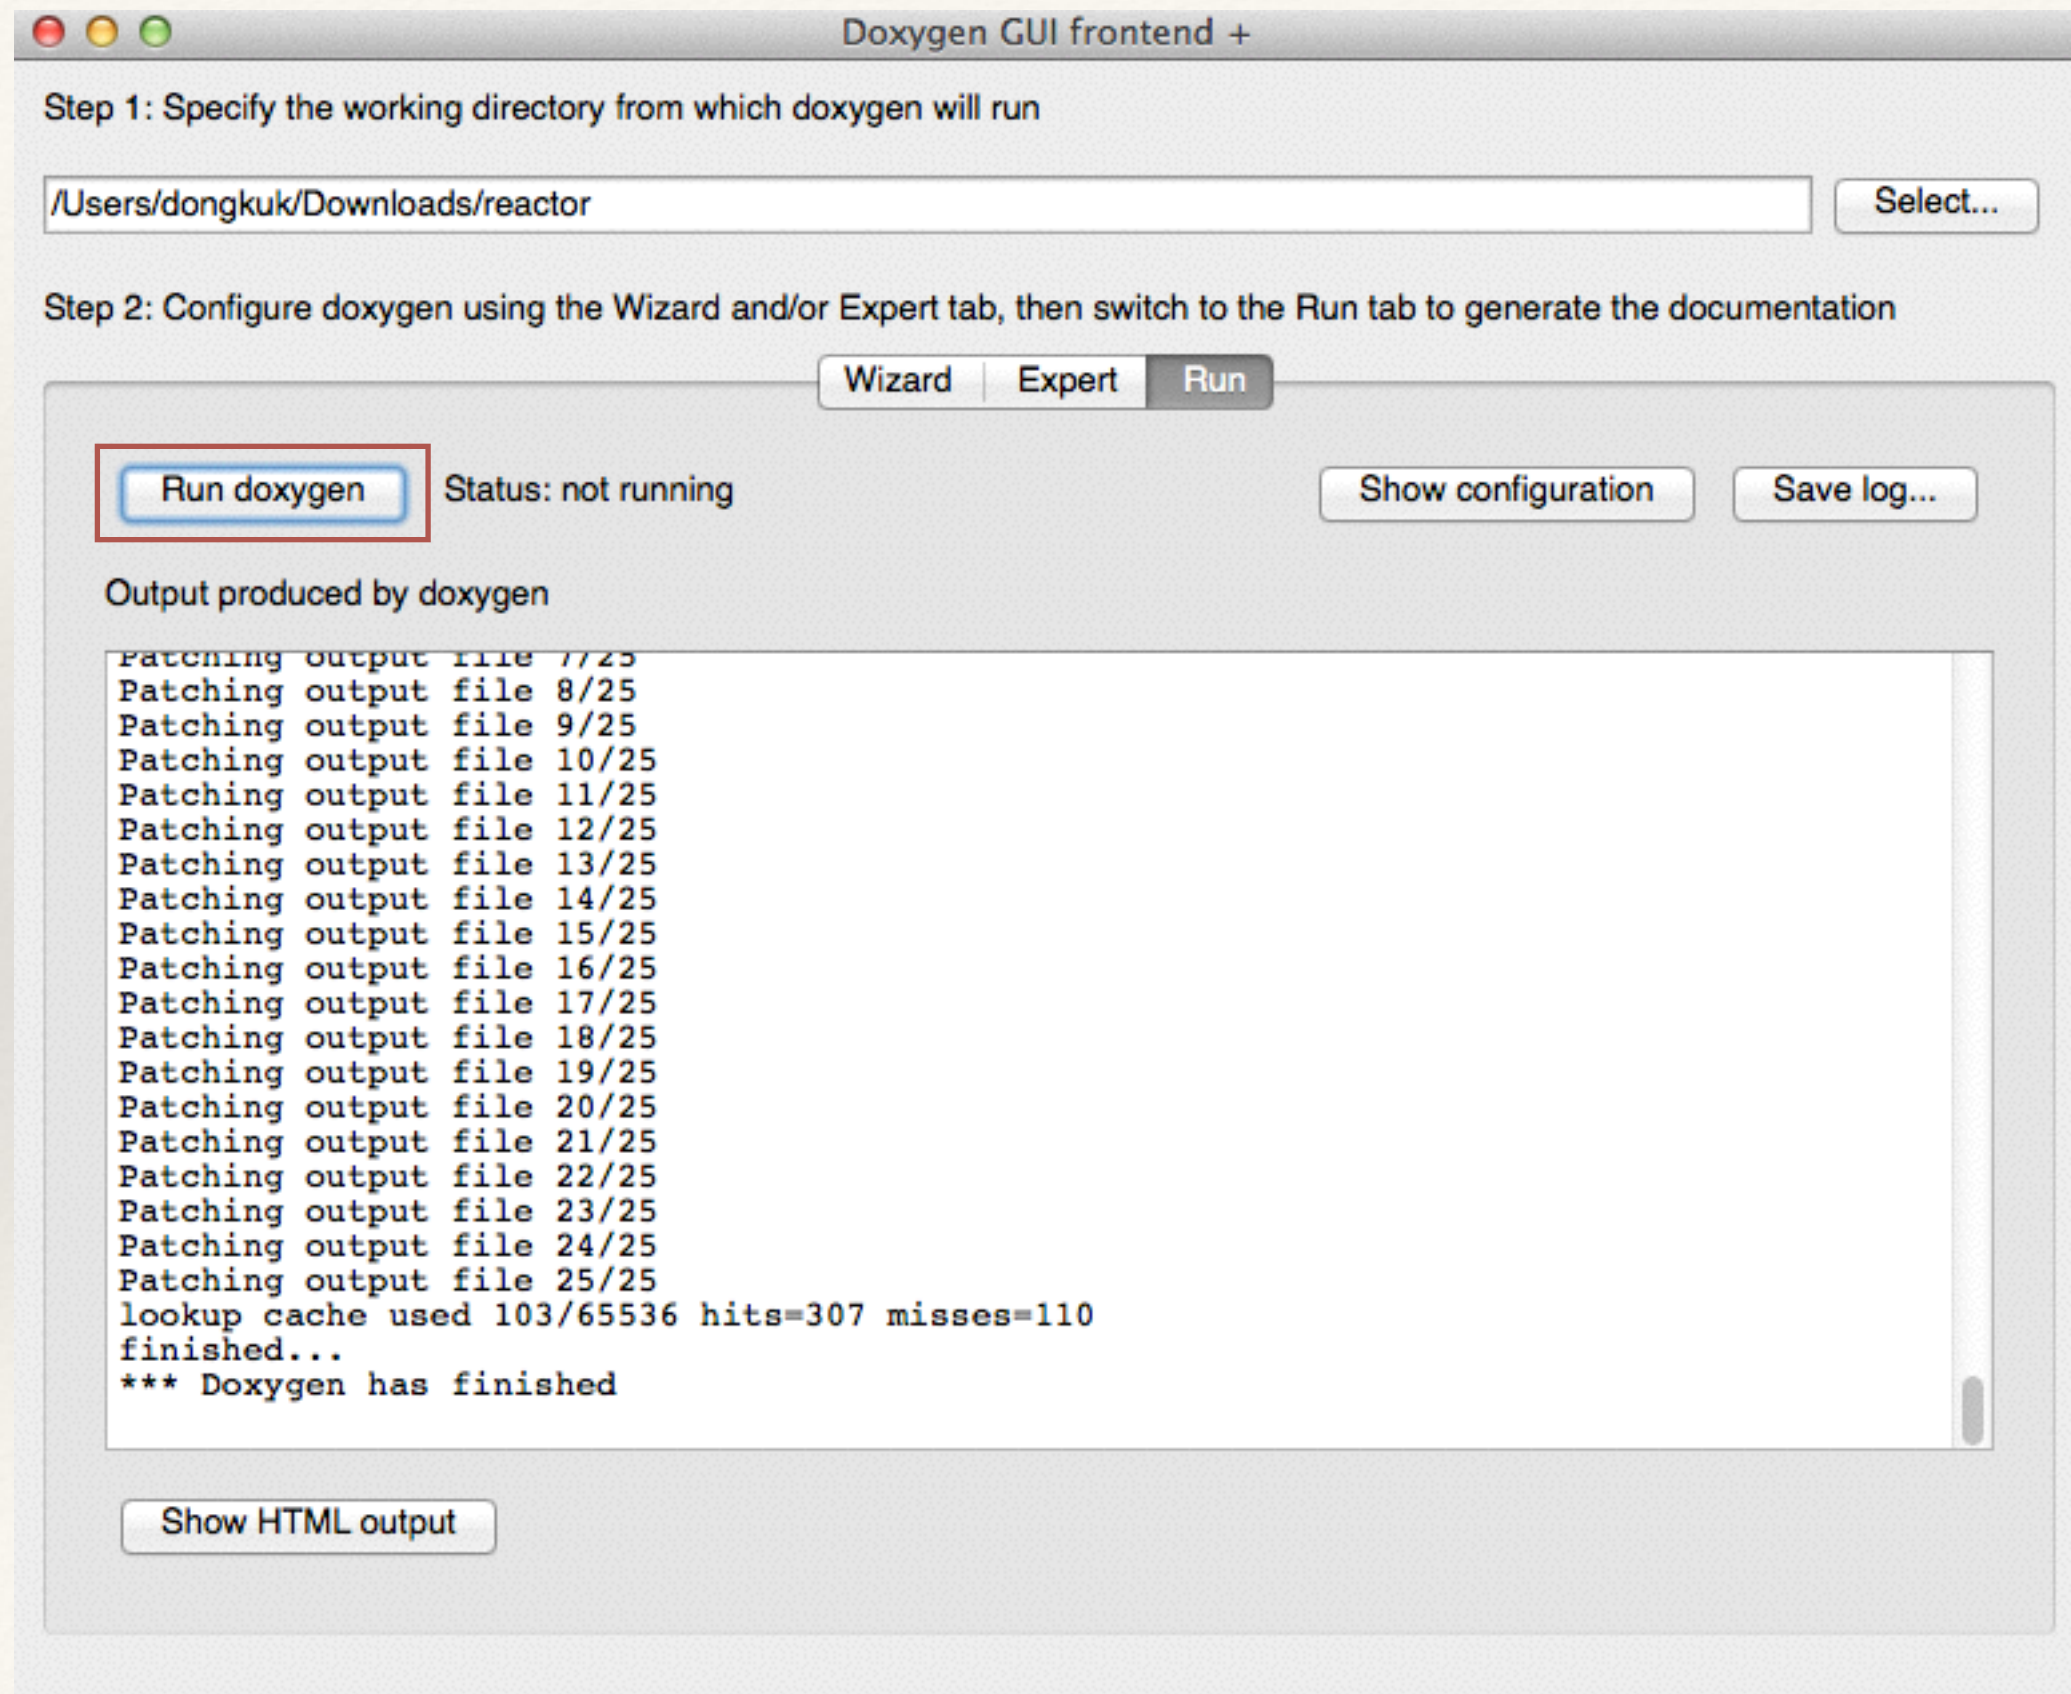 Doxygen GUI frontend +
Step 1: Specify the working directory from which doxygen will run
/Users/dongkuk/Downloads/reactor
Select...
Step 2: Configure doxygen using the Wizard and/or Expert tab, then switch to the Run tab to generate the documentation
Wizard Expert Run
Run doxygen Status: not running Show configuration Save log...
Output produced by doxygen
Patching output file 7/25
Patching output file 8/25
Patching output file 9/25
Patching output file 10/25
Patching output file 11/25
Patching output file 12/25
Patching output file 13/25
Patching output file 14/25
Patching output file 15/25
Patching output file 16/25
Patching output file 17/25
Patching output file 18/25
Patching output file 19/25
Patching output file 20/25
Patching output file 21/25
Patching output file 22/25
Patching output file 23/25
Patching output file 24/25
Patching output file 25/25
lookup cache used 103/65536 hits=307 misses=110
finished...
*** Doxygen has finished
Show HTML output